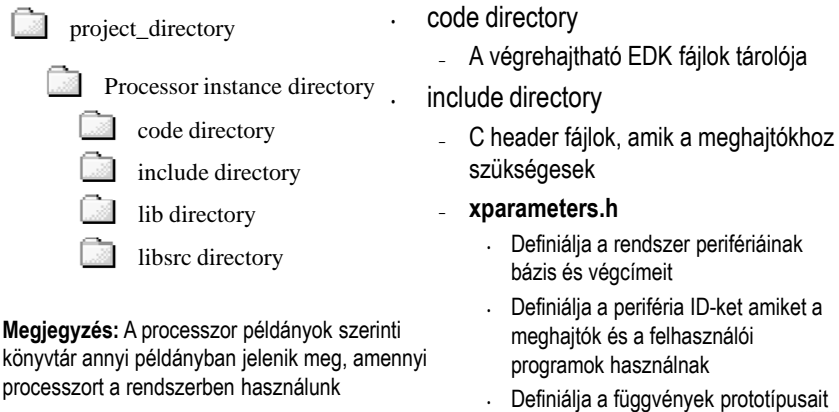 project_directory
Processor instance directory
code directory
include directory
lib directory
libsrc directory
Megjegyzés: A processzor példányok szerinti
könyvtár annyi példányban jelenik meg, amennyi
processzort a rendszerben használunk
• code directory
– A végrehajtható EDK fájlok tárolója
• include directory
– C header fájlok, amik a meghajtókhoz
szükségesek
– xparameters.h
• Definiálja a rendszer perifériáinak
bázis és végcímeit
• Definiálja a periféria ID-ket amiket a
meghajtók és a felhasználói
programok használnak
• Definiálja a függvények prototípusait